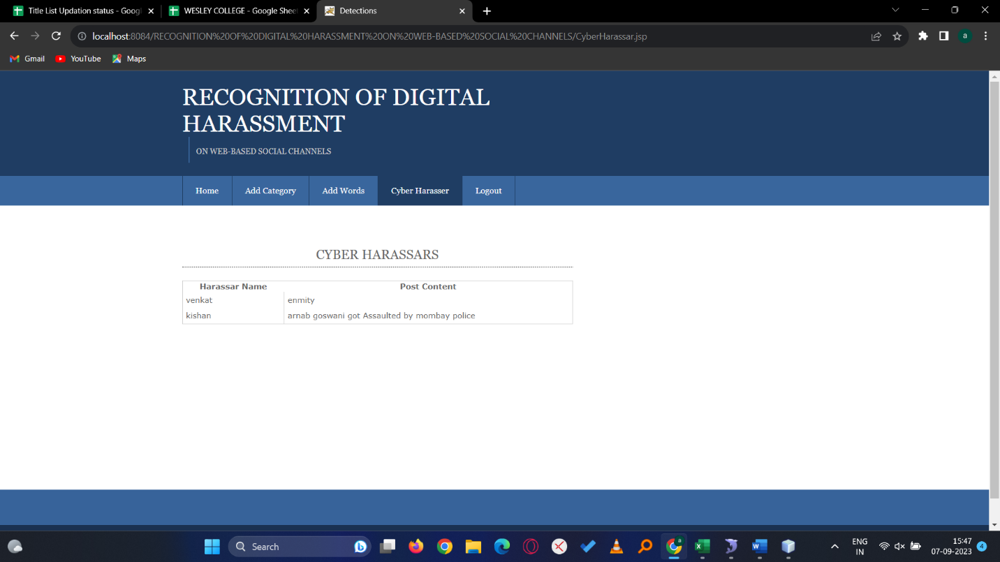 Title List Updation status - Googl
WESLEY COLLEGE - Google Sheet
Detections
localhost:8084/RECOGNITION%20OF%20DIGITAL%20HARASSMENT%20ON%20WEB-BASED%20SOCIAL%20CHANNELS/CyberHarassar.jsp
a
Gmail
YouTube
Maps
RECOGNITION OF DIGITAL
HARASSMENT
ON WEB-BASED SOCIAL CHANNELS
Home
Add Category
Add Words
Cyber Harasser
Logout
CYBER HARASSARS
Harassar Name
Post Content
venkat
enmity
kishan
arnab goswani got Assaulted by mombay police
Search
ENG
IN
15:47
07-09-2023
4